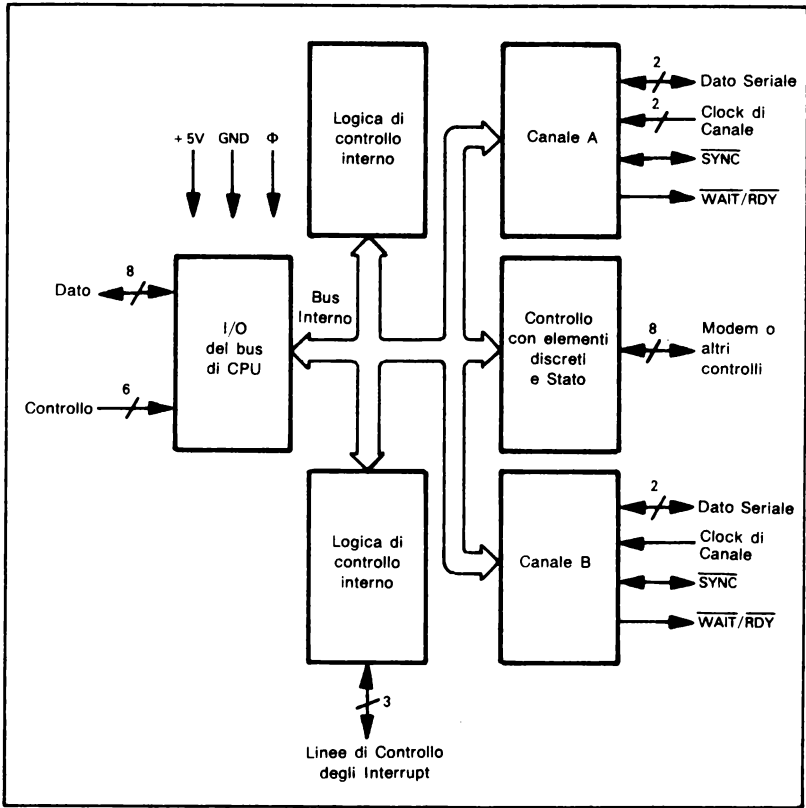 Logica di
controllo
interno
+ 5V GND Φ
Dato
8
Controllo
6
I/O
del bus
di CPU
Bus
Interno
Logica di
controllo
interno
3
Linee di Controllo
degli Interrupt
Canale A
2
Dato Seriale
2
Clock di
Canale
SYNC
WAIT/RDY
Controllo
con elementi
discreti
e Stato
8
Modem o
altri
controlli
Canale B
2
Dato Seriale
Clock di
Canale
SYNC
WAIT/RDY